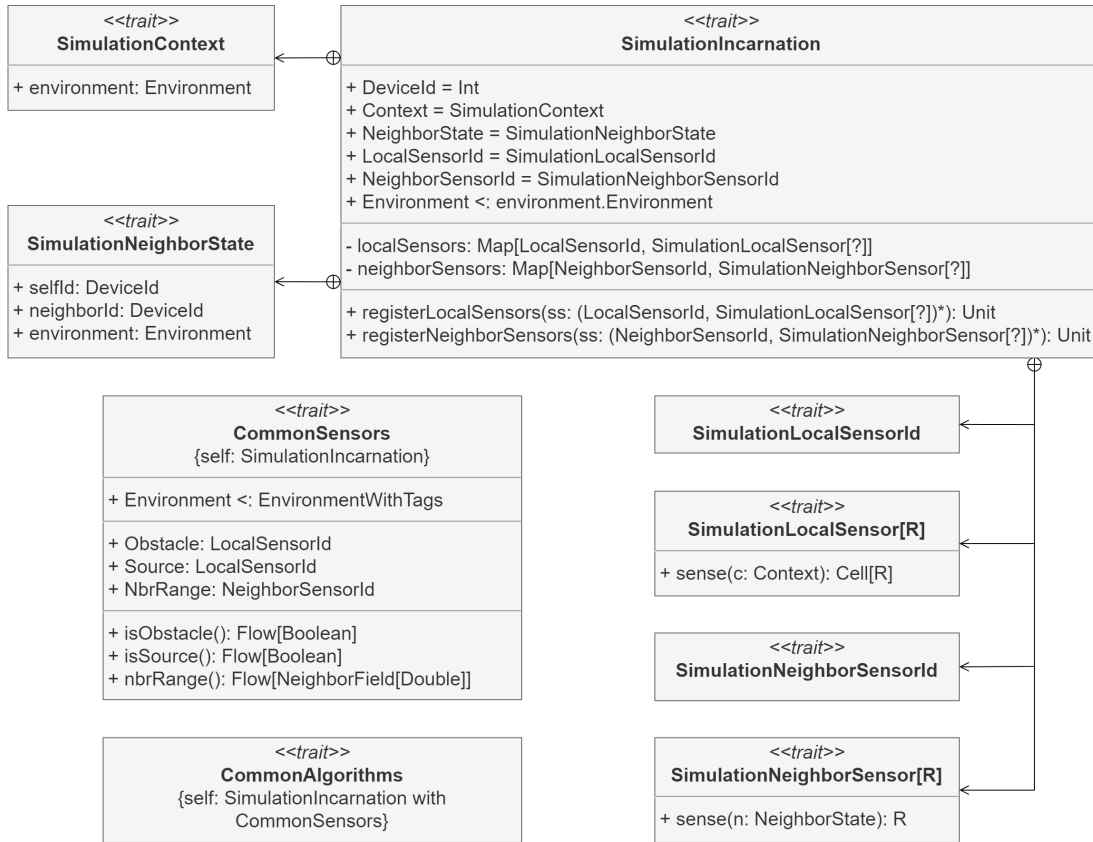 <<trait>>
SimulationContext
+ environment: Environment
<<trait>>
SimulationIncarnation
+ DeviceId = Int
+ Context = SimulationContext
+ NeighborState = SimulationNeighborState
+ LocalSensorId = SimulationLocalSensorId
+ NeighborSensorId = SimulationNeighborSensorId
+ Environment <: environment.Environment
- localSensors: Map[LocalSensorId, SimulationLocalSensor[?]]
- neighborSensors: Map[NeighborSensorId, SimulationNeighborSensor[?]]
+ registerLocalSensors(ss: (LocalSensorId, SimulationLocalSensor[?])*): Unit
+ registerNeighborSensors(ss: (NeighborSensorId, SimulationNeighborSensor[?])*): Unit
<<trait>>
SimulationNeighborState
+ selfId: DeviceId
+ neighborId: DeviceId
+ environment: Environment
<<trait>>
CommonSensors
{self: SimulationIncarnation}
+ Environment <: EnvironmentWithTags
+ Obstacle: LocalSensorId
+ Source: LocalSensorId
+ NbrRange: NeighborSensorId
+ isObstacle(): Flow[Boolean]
+ isSource(): Flow[Boolean]
+ nbrRange(): Flow[NeighborField[Double]]
<<trait>>
CommonAlgorithms
{self: SimulationIncarnation with
CommonSensors}
<<trait>>
SimulationLocalSensorId
<<trait>>
SimulationLocalSensor[R]
+ sense(c: Context): Cell[R]
<<trait>>
SimulationNeighborSensorId
<<trait>>
SimulationNeighborSensor[R]
+ sense(n: NeighborState): R